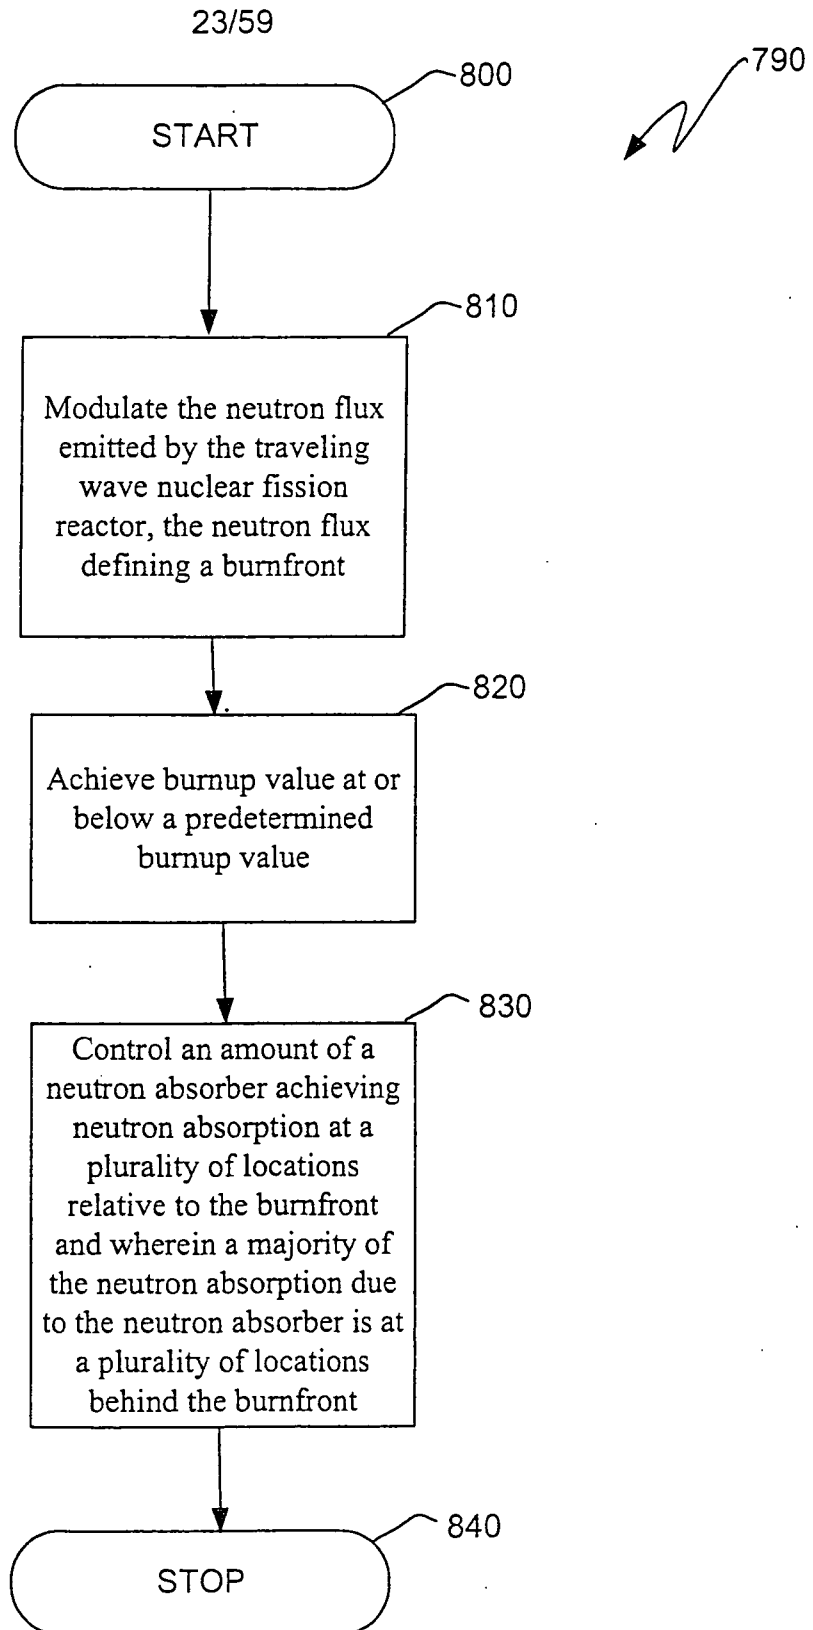 23/59
790
800
START
810
Modulate the neutron flux
emitted by the traveling
wave nuclear fission
reactor, the neutron flux
defining a burnfront
820
Achieve burnup value at or
below a predetermined
burnup value
830
Control an amount of a
neutron absorber achieving
neutron absorption at a
plurality of locations
relative to the burnfront
and wherein a majority of
the neutron absorption due
to the neutron absorber is at
a plurality of locations
behind the burnfront
840
STOP